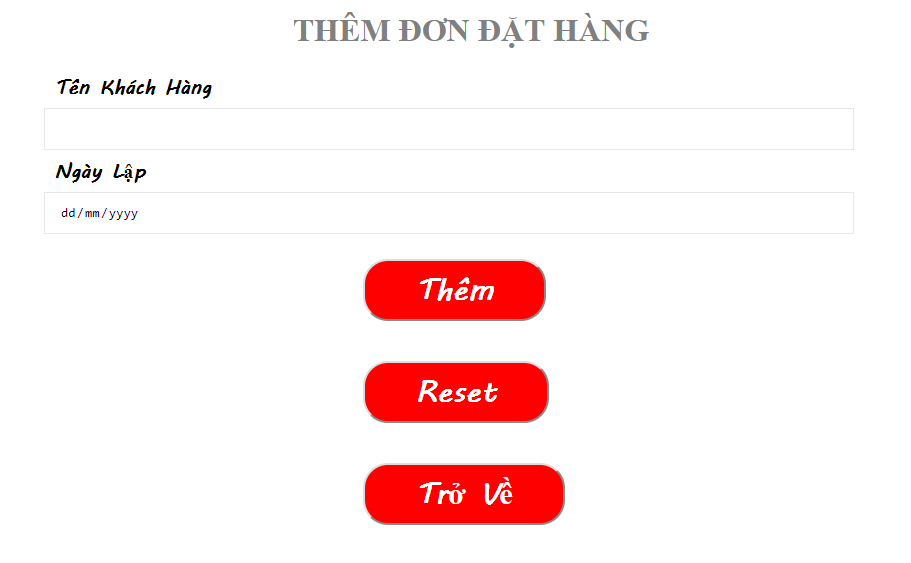 THÊM ĐƠN ĐẶT HÀNG
Tên Khách Hàng
Ngày Lập
dd/mm/yyyy
Thêm
Reset
Trở Về